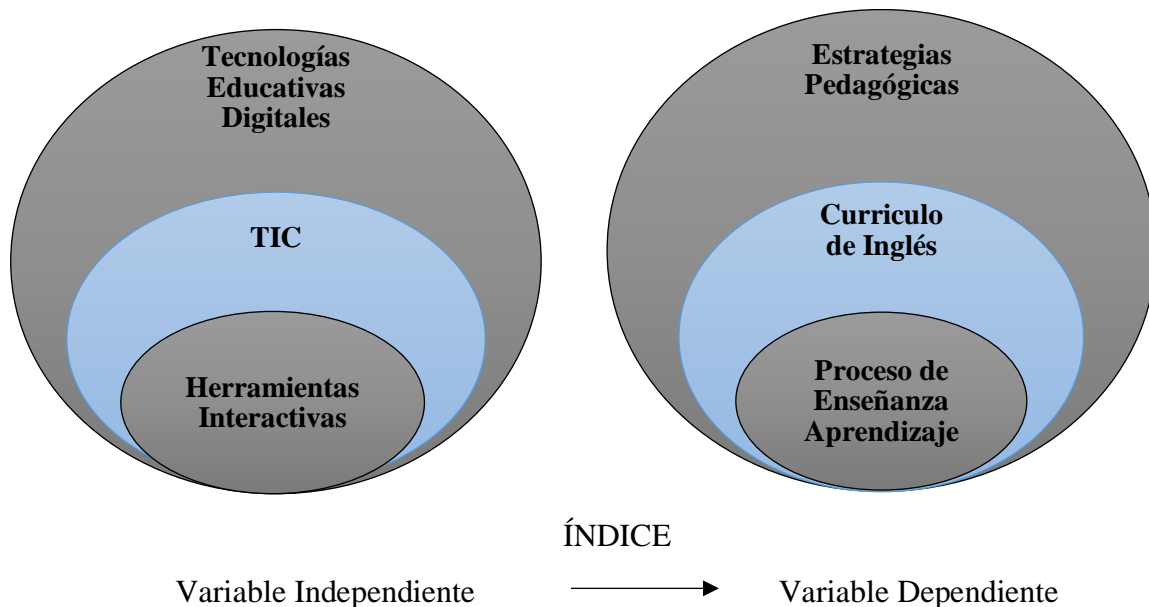 Tecnologías
Educativas
Digitales
TIC
Herramientas
Interactivas
Estrategias
Pedagógicas
Curriculo
de Inglés
Proceso de
Enseñanza
Aprendizaje
ÍNDICE
Variable Independiente
Variable Dependiente